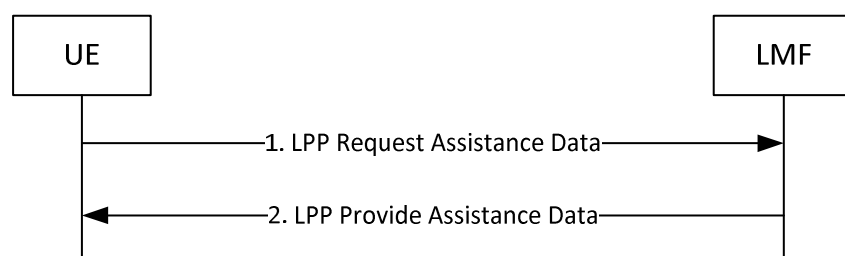 UE
LMF
1. LPP Request Assistance Data
2. LPP Provide Assistance Data